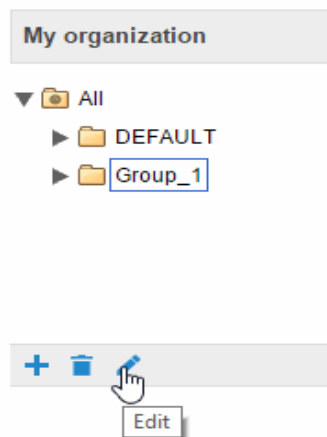 My organization
All
DEFAULT
Group_1
Edit